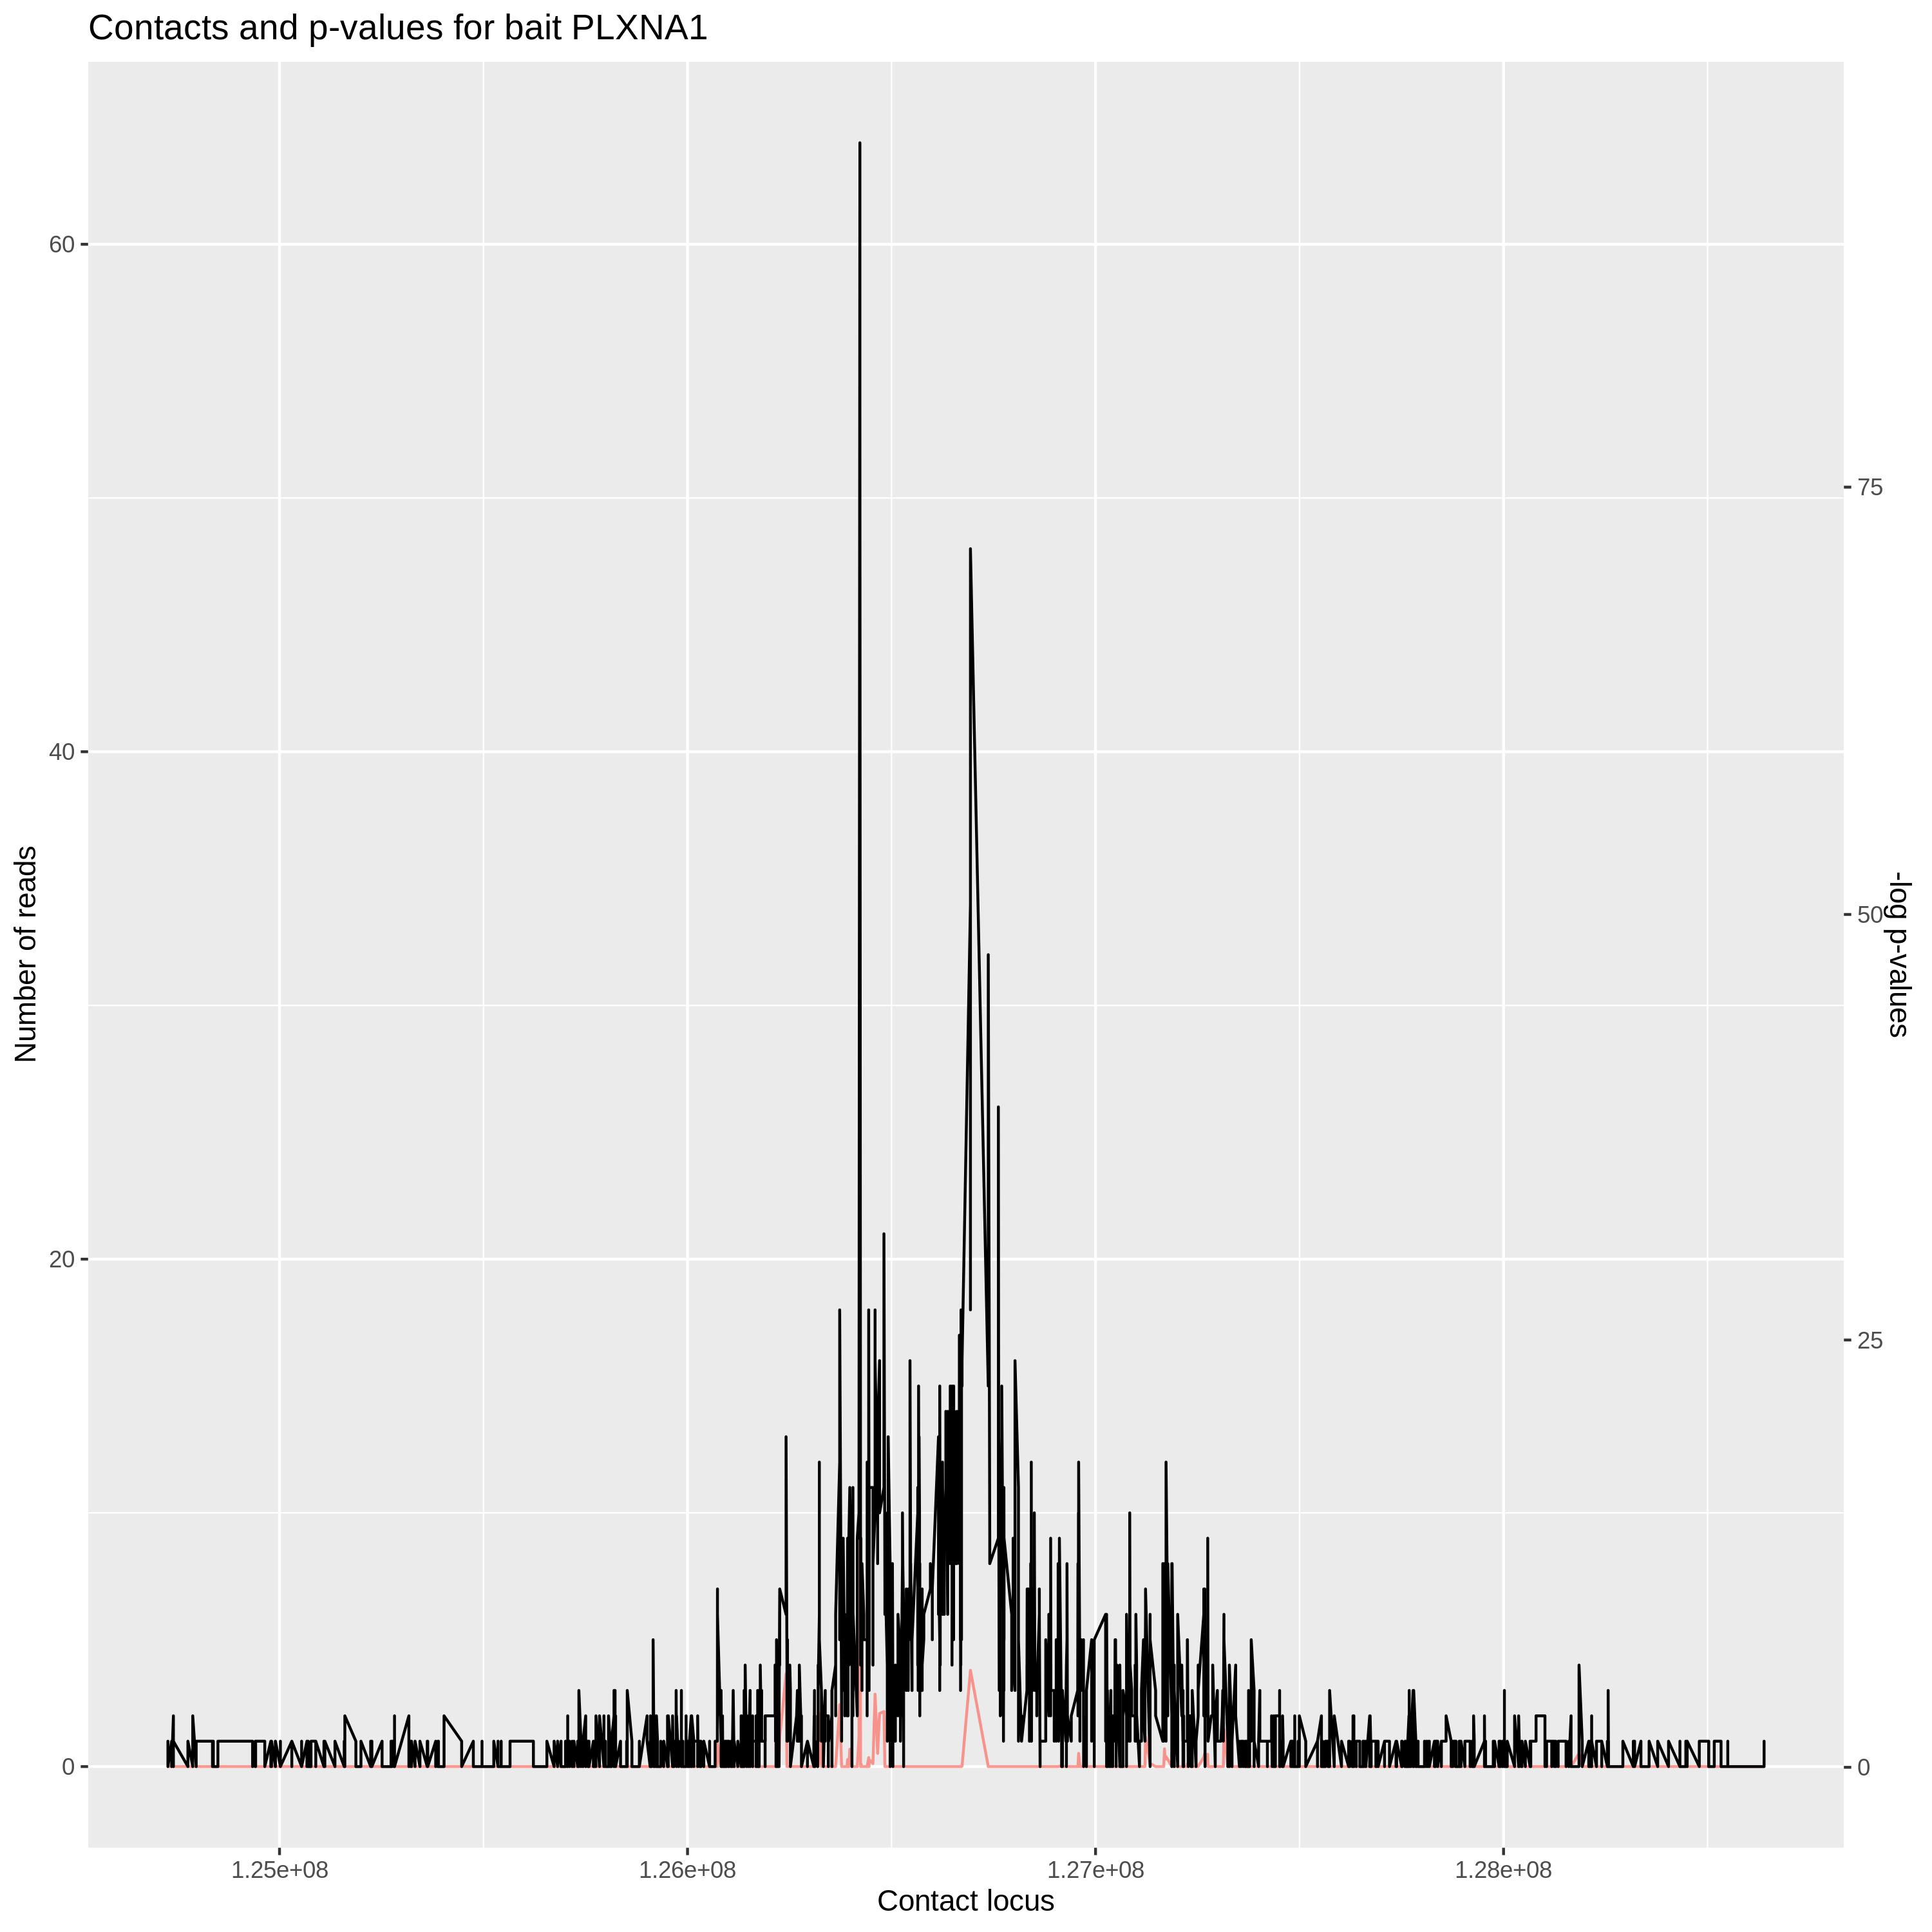 Contacts and p-values for bait PLXNA1
Number of reads
60
40
20
0
75
50
25
0
-log p-values
1.25e+08
1.26e+08
1.27e+08
1.28e+08
Contact locus